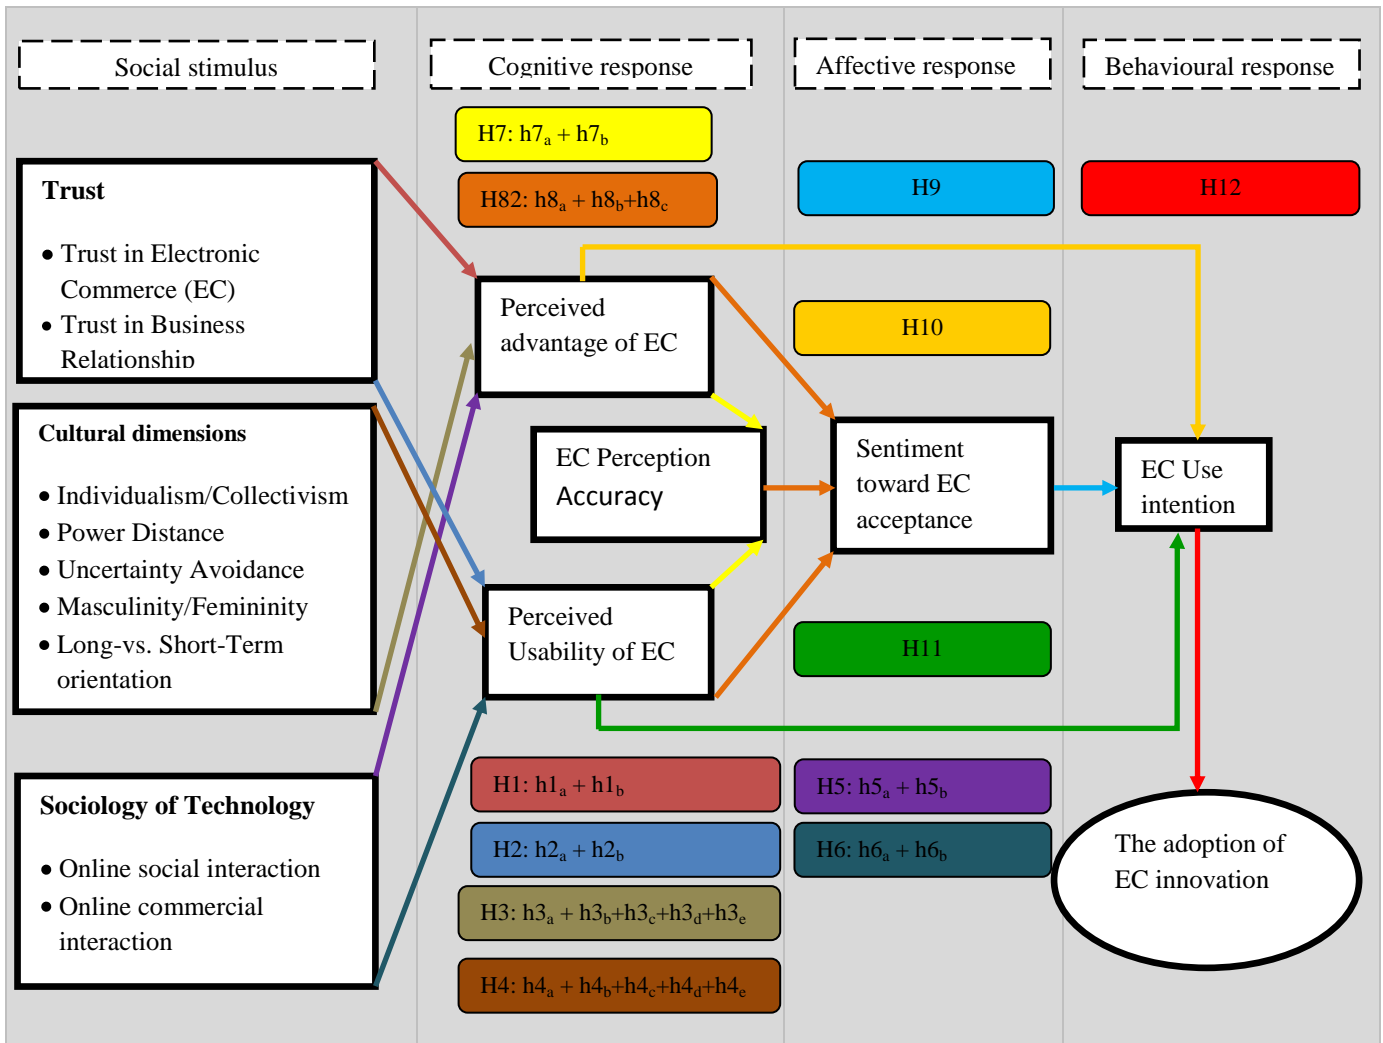 Social stimulus
Cognitive response
Affective response
Behavioural response
H7: h7a + h7b
H82: h8a + h8b+h8c
H9
H12
Trust
• Trust in Electronic
Commerce (EC)
• Trust in Business
Relationship
Perceived
advantage of EC
H10
Cultural dimensions
• Individualism/Collectivism
• Power Distance
• Uncertainty Avoidance
• Masculinity/Femininity
• Long-vs. Short-Term
orientation
EC Perception
Accuracy
Sentiment
toward EC
acceptance
EC Use
intention
Perceived
Usability of EC
H11
Sociology of Technology
• Online social interaction
• Online commercial
interaction
H1: h1a + h1b
H2: h2a + h2b
H3: h3a + h3b+h3c+h3d+h3e
H4: h4a + h4b+h4c+h4d+h4e
H5: h5a + h5b
H6: h6a + h6b
The adoption of
EC innovation